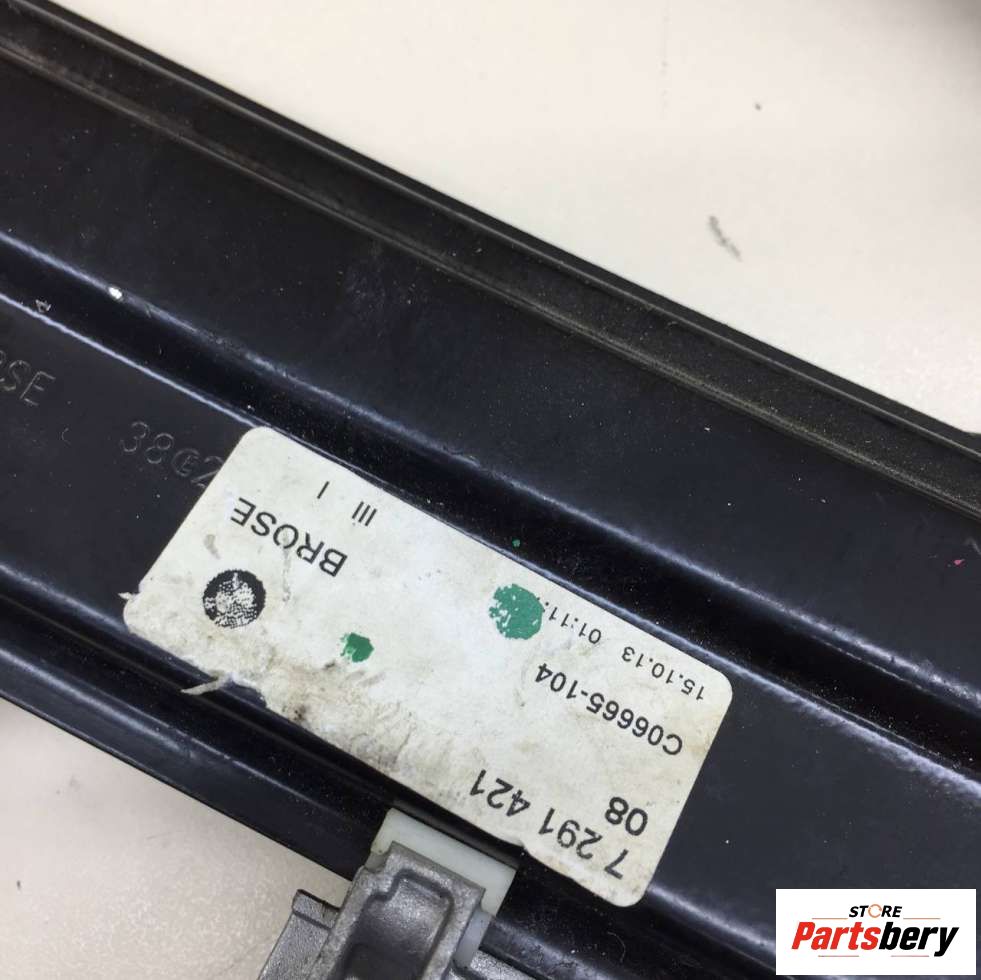 7 291 421
08
C06665-104
15.10.13 01:11:
BROSE
III I
38G2
STORE
Partsbery